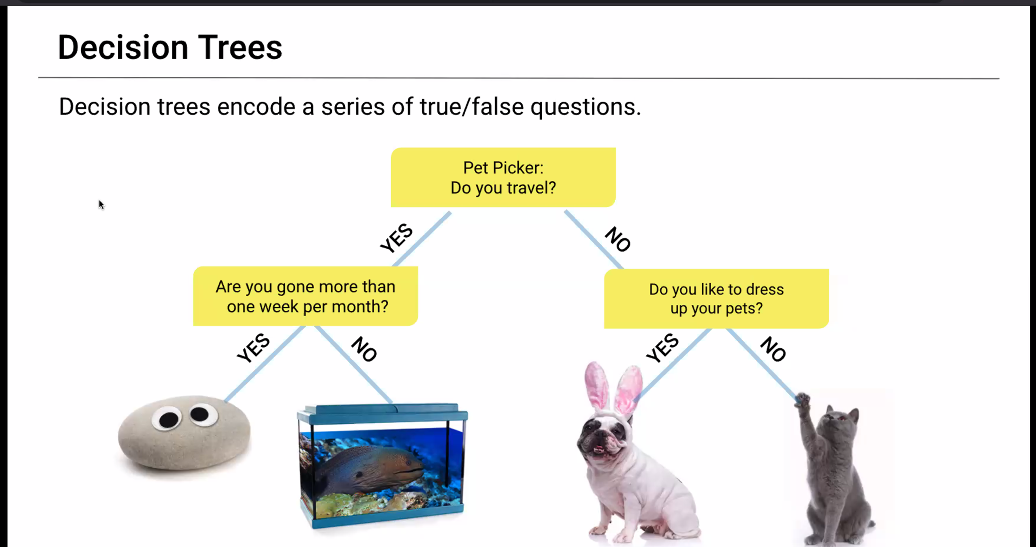 Decision Trees
Decision trees encode a series of true/false questions.
Pet Picker:
Do you travel?
YES
NO
Are you gone more than
one week per month?
Do you like to dress
up your pets?
YES
NO
YES
NO